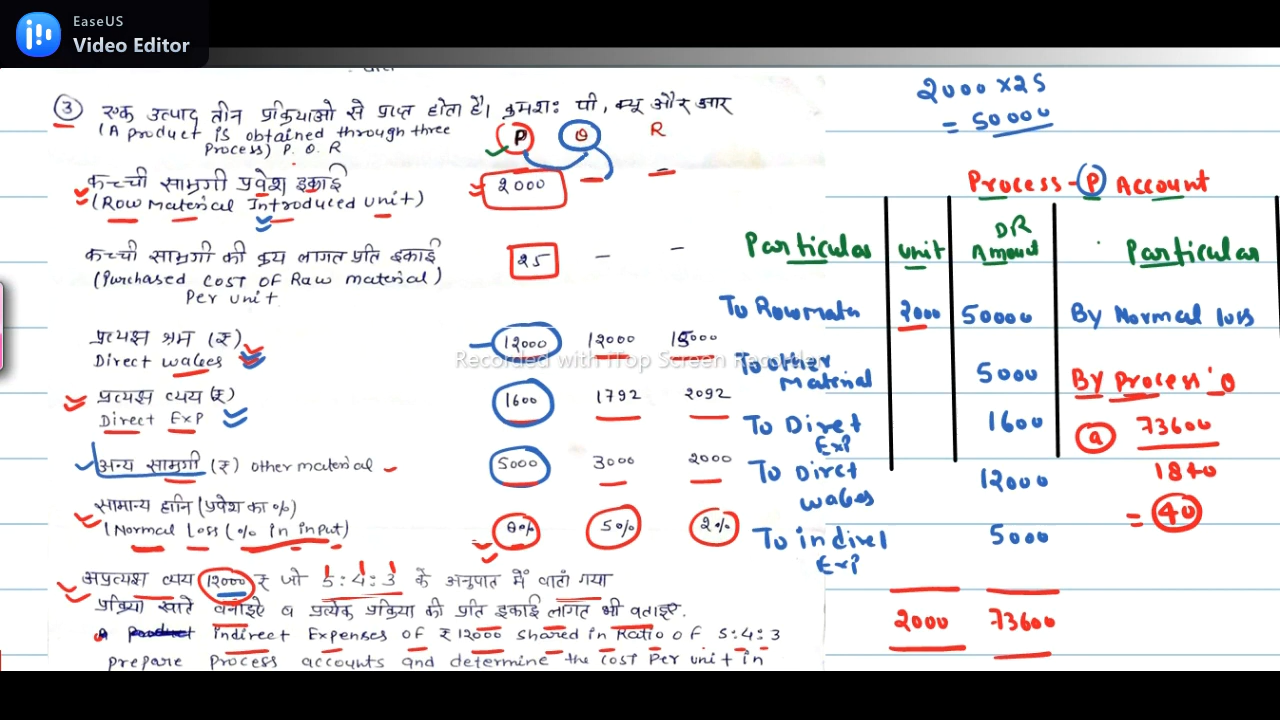 EaseUS
Video Editor
③ एक उत्पाद तीन प्रक्रियाओ से प्राप्त होता है। क्रमशः पी, क्यू और आर
(A product is obtained through three
Process) P. Q. R
P Q R
कच्ची सामग्री प्रवेश इकाई
(Row Material Introduced unit) 2000 — —
कच्ची सामग्री की क्रय लागत प्रति इकाई 25 — —
(Purchased COST OF Raw material)
Per unit
प्रत्यक्ष श्रम (₹) 12000 12000 15000
Direct wages
Recorded with iTop Screen Recorder
प्रत्यक्ष व्यय (₹) 1600 1792 2092
Direct Exp
अन्य सामग्री (₹) other material 5000 3000 2000
सामान्य हानि (प्रवेश का %)
(Normal Loss (% in input) 8% 5% 2%
अप्रत्यक्ष व्यय 12000 ₹ जो 5:4:3 के अनुपात में बांटा गया
प्रक्रिया खाते बनाइऐ व प्रत्येक प्रक्रिया की प्रति इकाई लागत भी बताइए.
indirect Expenses OF ₹ 12000 shared in Ratio of 5:4:3
prepare process accounts and determine the cost Per unit in
2000 x 25
= 50000
Process-P Account
Particulas unit DR Amount Particulas
To Rowmata 2000 50000 By Normal loss
To other Material 5000 By process Q
To Direct Exp 1600 @ 73600
To Direct wages 12000 1840
= 40
To indirel Exp 5000
2000 73600